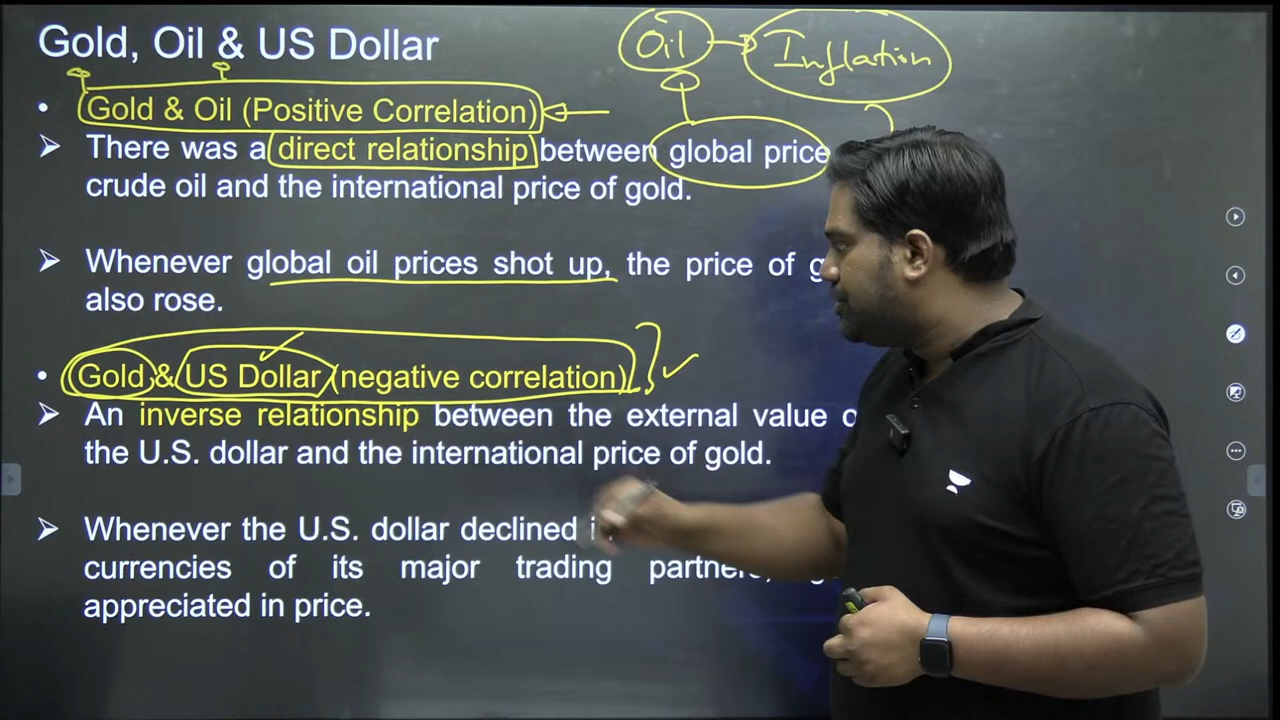 Gold, Oil & US Dollar
Oil Inflation
• Gold & Oil (Positive Correlation)
➤ There was a direct relationship between global price
crude oil and the international price of gold.
➤ Whenever global oil prices shot up, the price of
also rose.
• Gold & US Dollar (negative correlation)
➤ An inverse relationship between the external value
the U.S. dollar and the international price of gold.
➤ Whenever the U.S. dollar declined
currencies of its major trading
appreciated in price.